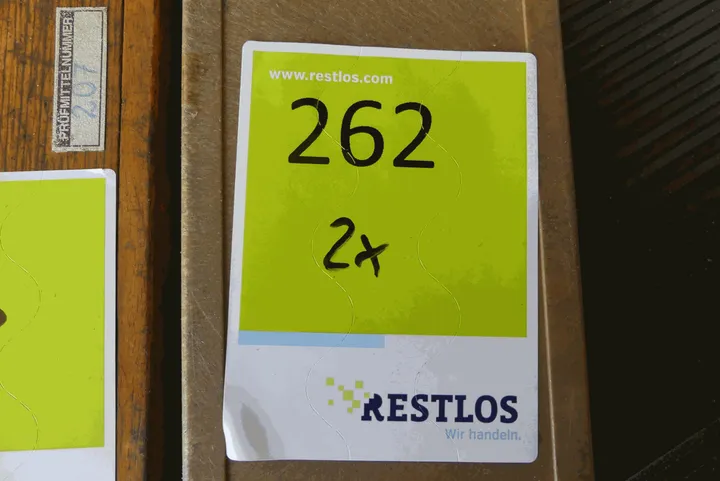 PRÜFMITTELNUMMER
207
www.restlos.com
262
2x
RESTLOS
Wir handeln.